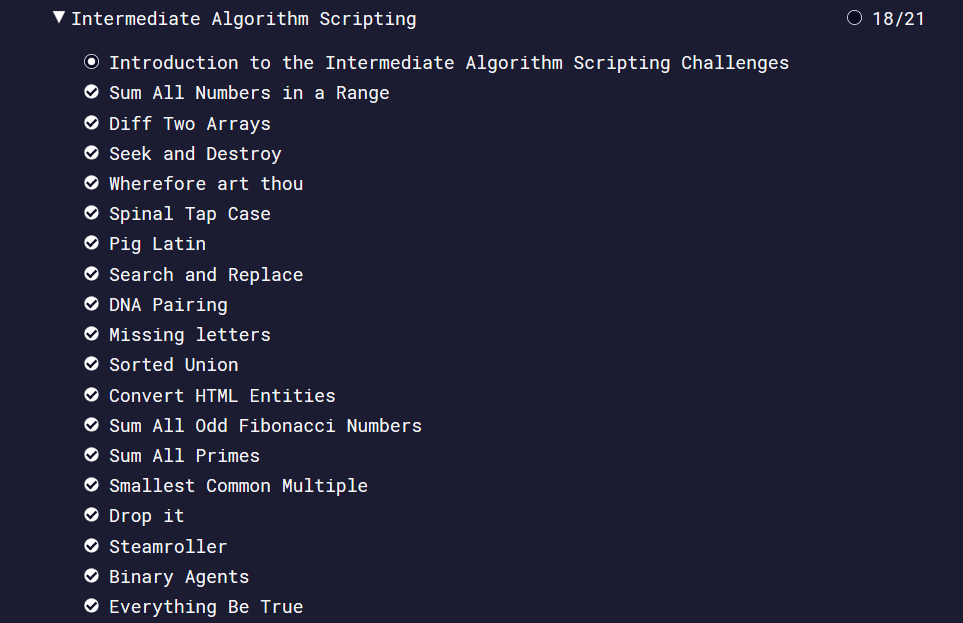 Intermediate Algorithm Scripting 18/21
Introduction to the Intermediate Algorithm Scripting Challenges
Sum All Numbers in a Range
Diff Two Arrays
Seek and Destroy
Wherefore art thou
Spinal Tap Case
Pig Latin
Search and Replace
DNA Pairing
Missing letters
Sorted Union
Convert HTML Entities
Sum All Odd Fibonacci Numbers
Sum All Primes
Smallest Common Multiple
Drop it
Steamroller
Binary Agents
Everything Be True